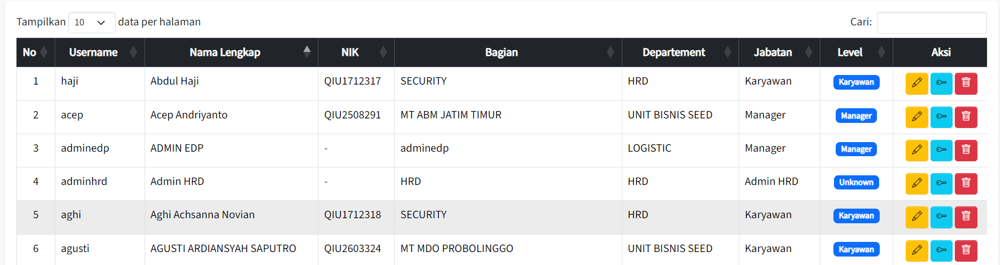 Tampilkan 10 data per halaman Cari:
No Username Nama Lengkap NIK Bagian Departement Jabatan Level Aksi
1 haji Abdul Haji QIU1712317 SECURITY HRD Karyawan Karyawan
2 acep Acep Andriyanto QIU2508291 MT ABM JATIM TIMUR UNIT BISNIS SEED Manager Manager
3 adminedp ADMIN EDP - adminedp LOGISTIC Manager Manager
4 adminhrd Admin HRD - HRD HRD Admin HRD Unknown
5 aghi Aghi Achsanna Novian QIU1712318 SECURITY HRD Karyawan Karyawan
6 agusti AGUSTI ARDIANSYAH SAPUTRO QIU2603324 MT MDO PROBOLINGGO UNIT BISNIS SEED Karyawan Karyawan